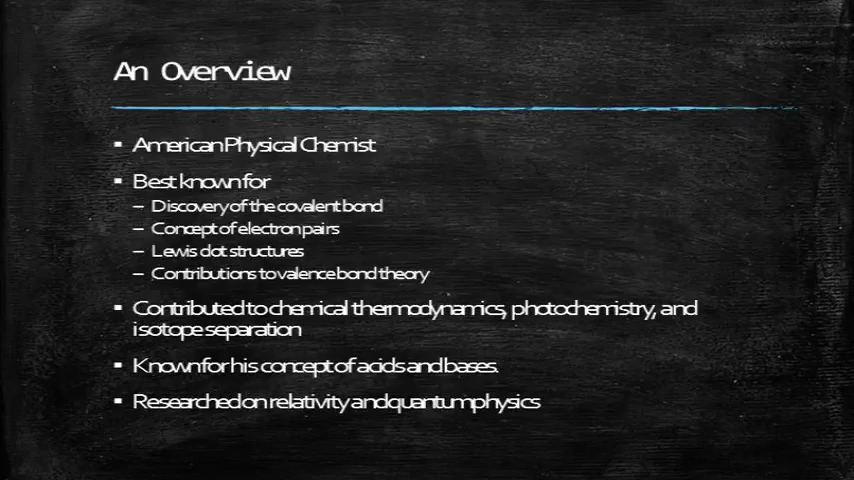 An Overview
▪ American Physical Chemist
▪ Best known for
– Discovery of the covalent bond
– Concept of electron pairs
– Lewis dot structures
– Contributions to valence bond theory
▪ Contributed to chemical thermodynamics, photochemistry, and
isotope separation
▪ Known for his concept of acids and bases.
▪ Researched on relativity and quantum physics